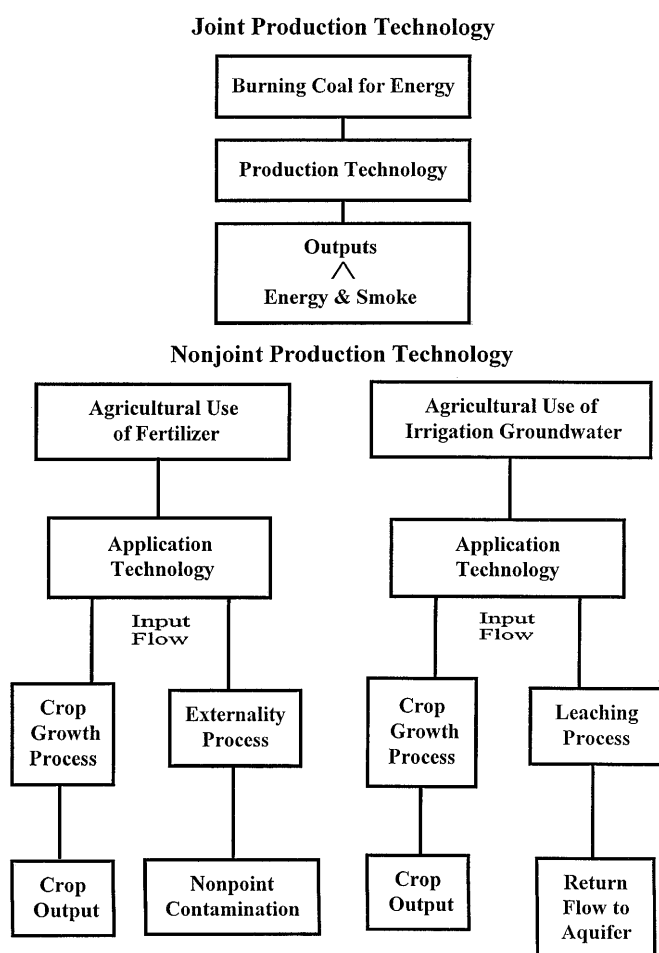 Joint Production Technology
Burning Coal for Energy
Production Technology
Outputs
Energy & Smoke
Nonjoint Production Technology
Agricultural Use
of Fertilizer
Application
Technology
Input
Flow
Crop
Growth
Process
Externality
Process
Crop
Output
Nonpoint
Contamination
Agricultural Use of
Irrigation Groundwater
Application
Technology
Input
Flow
Crop
Growth
Process
Leaching
Process
Crop
Output
Return
Flow to
Aquifer